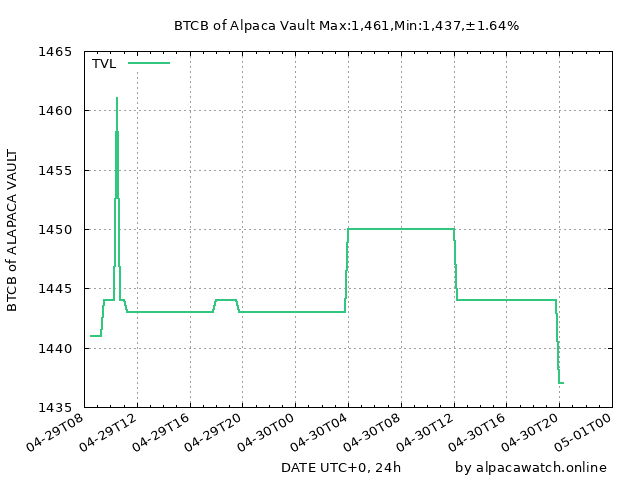 BTCB of Alpaca Vault Max:1,461,Min:1,437,±1.64%
TVL
1465
1460
1455
1450
1445
1440
1435
BTCB of ALAPACA VAULT
04-29T08
04-29T12
04-29T16
04-29T20
04-30T00
04-30T04
04-30T08
04-30T12
04-30T16
04-30T20
05-01T00
DATE UTC+0, 24h
by alpacawatch.online